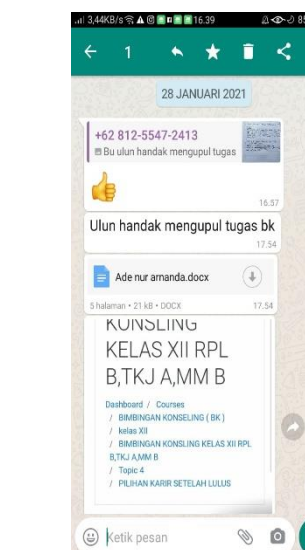 3,44KB/s 16.39 85
1
28 JANUARI 2021
+62 812-5547-2413
Bu ulun handak mengupul tugas
16.57
Ulun handak mengupul tugas bk
17.54
Ade nur amanda.docx
5 halaman • 21 kB • DOCX 17.54
KONSLING
KELAS XII RPL
B,TKJ A,MM B
Dashboard / Courses
/ BIMBINGAN KONSELING ( BK )
/ kelas XII
/ BIMBINGAN KONSLING KELAS XII RPL
B,TKJ A,MM B
/ Topic 4
/ PILIHAN KARIR SETELAH LULUS
Ketik pesan